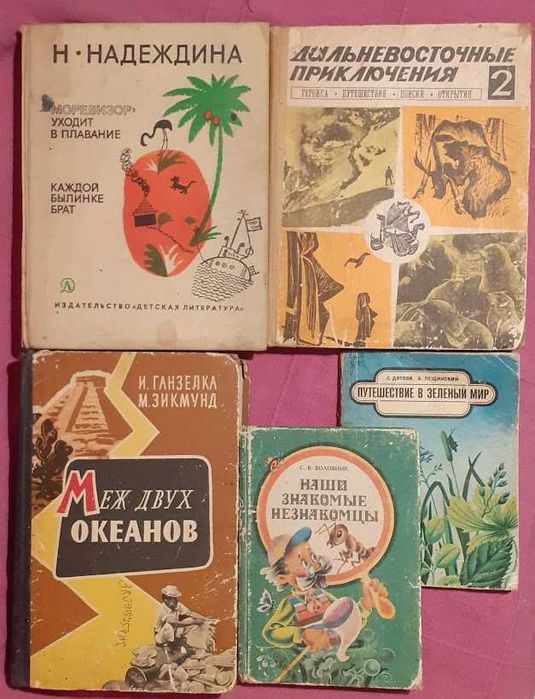 Н·НАДЕЖДИНА
„МОРЕВИЗОР"
УХОДИТ
В ПЛАВАНИЕ
КАЖДОЙ
БЫЛИНКЕ
БРАТ
ИЗДАТЕЛЬСТВО «ДЕТСКАЯ ЛИТЕРАТУРА»
ДАЛЬНЕВОСТОЧНЫЕ
ПРИКЛЮЧЕНИЯ
2
ГЕРОИКА · ПУТЕШЕСТВИЯ · ПОИСКИ · ОТКРЫТИЯ
И. ГАНЗЕЛКА
М. ЗИКМУНД
МЕЖ ДВУХ
ОКЕАНОВ
С. В. ВОЛОВНИК
НАШИ
ЗНАКОМЫЕ
НЕЗНАКОМЦЫ
С. ДЯТЛОВ, А. ЛЕЩИНСКИЙ
ПУТЕШЕСТВИЕ В ЗЕЛЕНЫЙ МИР